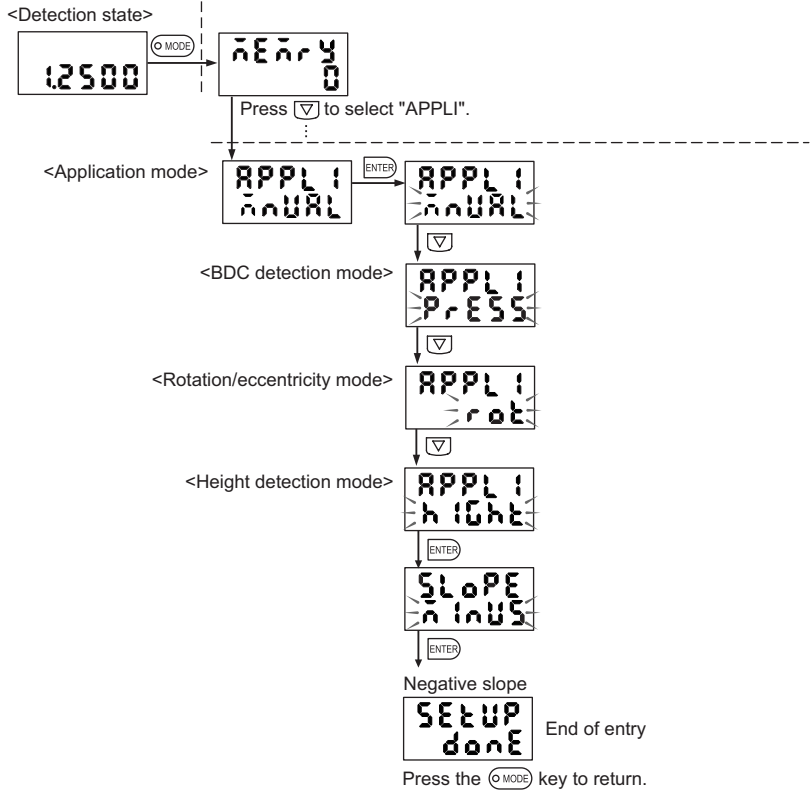 <Detection state>
1.2500
MODE
mEmrY
0
Press to select "APPLI".
<Application mode>
APPLI
mnUAL
ENTER
APPLI
mnUAL
<BDC detection mode>
APPLI
PrESS
<Rotation/eccentricity mode>
APPLI
rot
<Height detection mode>
APPLI
hIGht
ENTER
SLoPE
mInUS
ENTER
Negative slope
SEtUP
donE
End of entry
Press the MODE key to return.